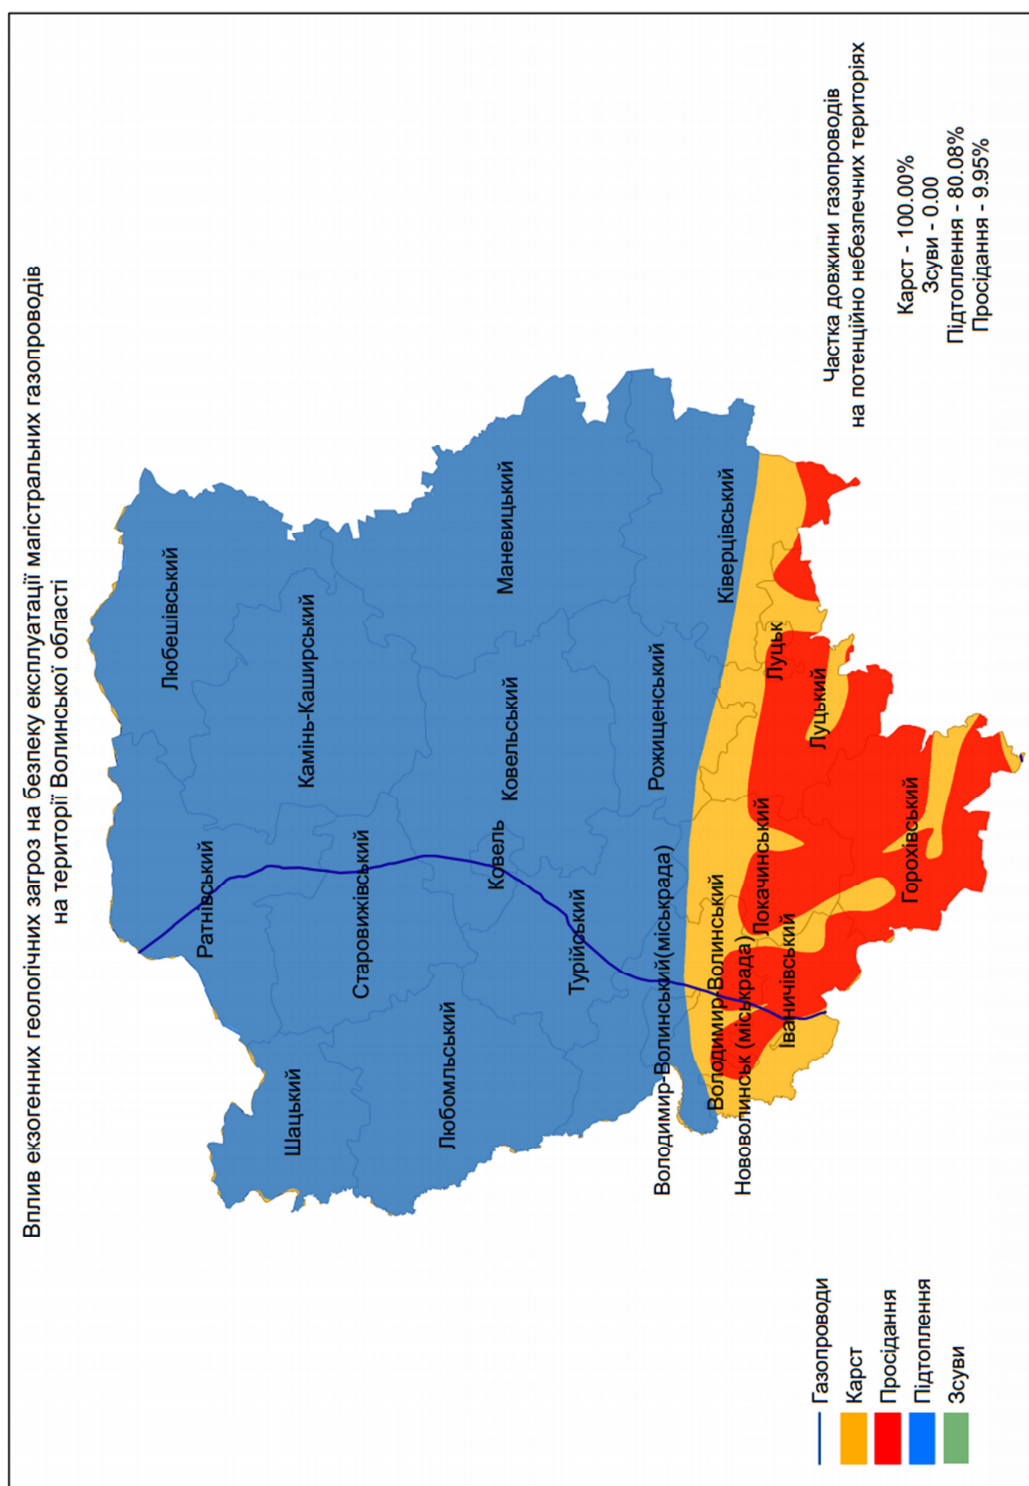 Вплив екзогенних геологічних загроз на безпеку експлуатації магістральних газопроводів
на території Волинської області
Любешівський
Ратнівський
Камінь-Каширський
Шацький
Старовижівський
Любомльський
Ковель
Ковельський
Маневицький
Турійський
Рожищенський
Володимир-Волинський(міськрада)
Ківерцівський
Володимир-Волинський
Нововолинськ (міськрада)
Локачинський
Луцьк
Іваничівський
Луцький
Горохівський
Частка довжини газопроводів
на потенційно небезпечних територіях
Карст - 100.00%
Зсуви - 0.00
Підтоплення - 80.08%
Просідання - 9.95%
Газопроводи
Карст
Просідання
Підтоплення
Зсуви